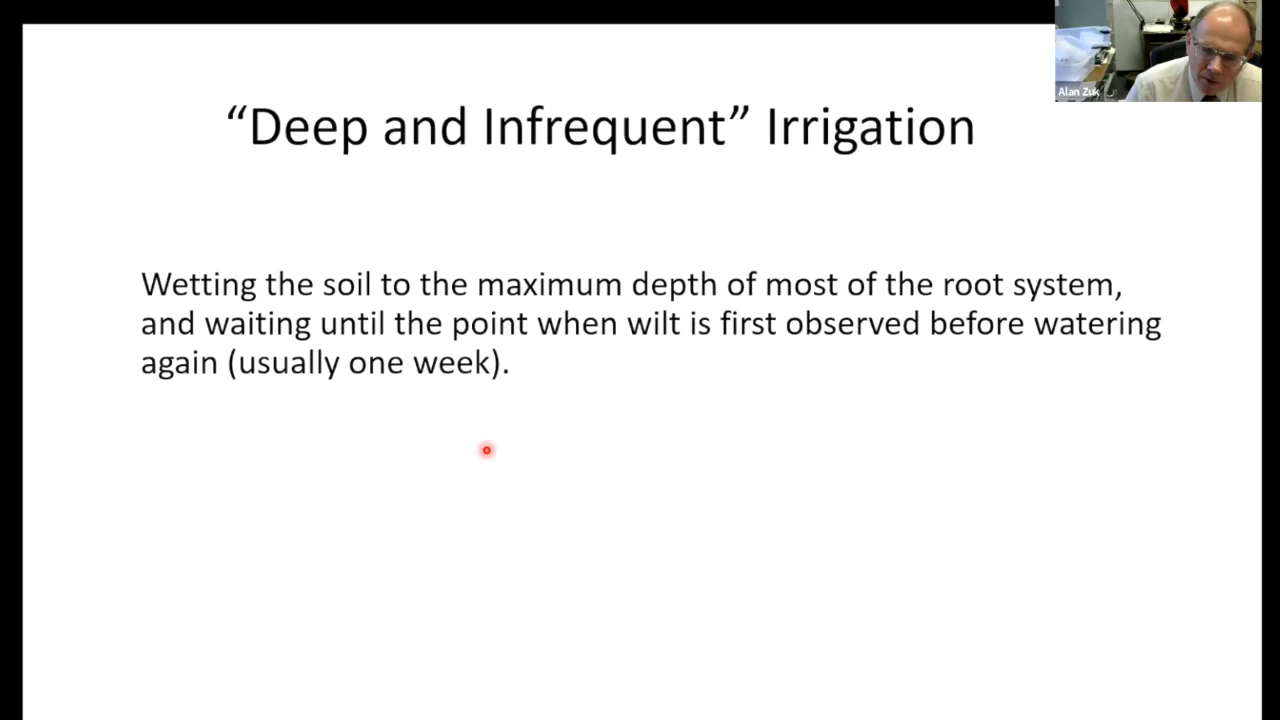 Alan Zuk
“Deep and Infrequent” Irrigation
Wetting the soil to the maximum depth of most of the root system,
and waiting until the point when wilt is first observed before watering
again (usually one week).